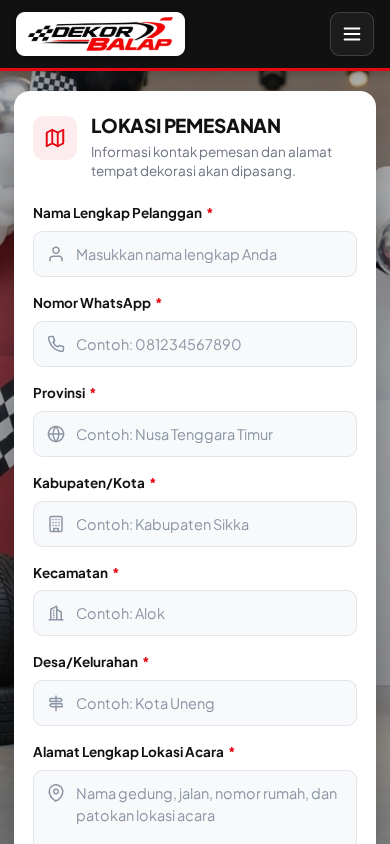 DEKOR
BALAP
LOKASI PEMESANAN
Informasi kontak pemesan dan alamat
tempat dekorasi akan dipasang.
Nama Lengkap Pelanggan *
Masukkan nama lengkap Anda
Nomor WhatsApp *
Contoh: 081234567890
Provinsi *
Contoh: Nusa Tenggara Timur
Kabupaten/Kota *
Contoh: Kabupaten Sikka
Kecamatan *
Contoh: Alok
Desa/Kelurahan *
Contoh: Kota Uneng
Alamat Lengkap Lokasi Acara *
Nama gedung, jalan, nomor rumah, dan
patokan lokasi acara